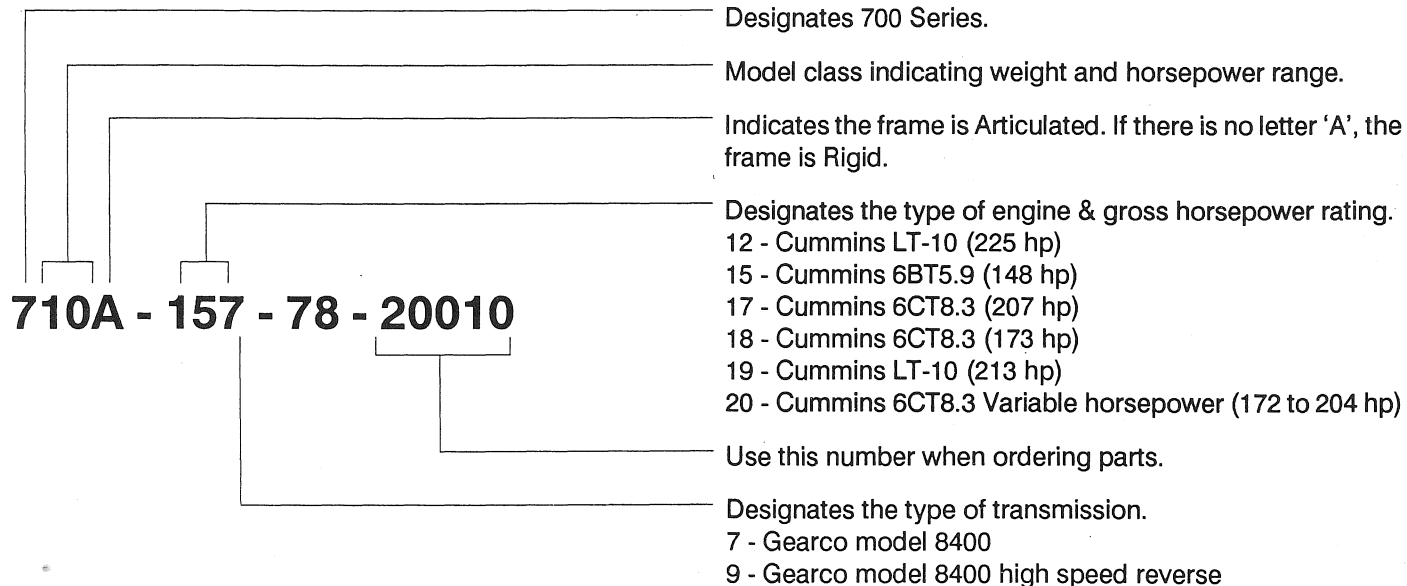 Designates 700 Series.
Model class indicating weight and horsepower range.
Indicates the frame is Articulated. If there is no letter ‘A’, the
frame is Rigid.
Designates the type of engine & gross horsepower rating.
12 - Cummins LT-10 (225 hp)
15 - Cummins 6BT5.9 (148 hp)
710A - 157 - 78 - 20010
17 - Cummins 6CT8.3 (207 hp)
18 - Cummins 6CT8.3 (173 hp)
19 - Cummins LT-10 (213 hp)
20 - Cummins 6CT8.3 Variable horsepower (172 to 204 hp)
Use this number when ordering parts.
Designates the type of transmission.
7 - Gearco model 8400
9 - Gearco model 8400 high speed reverse